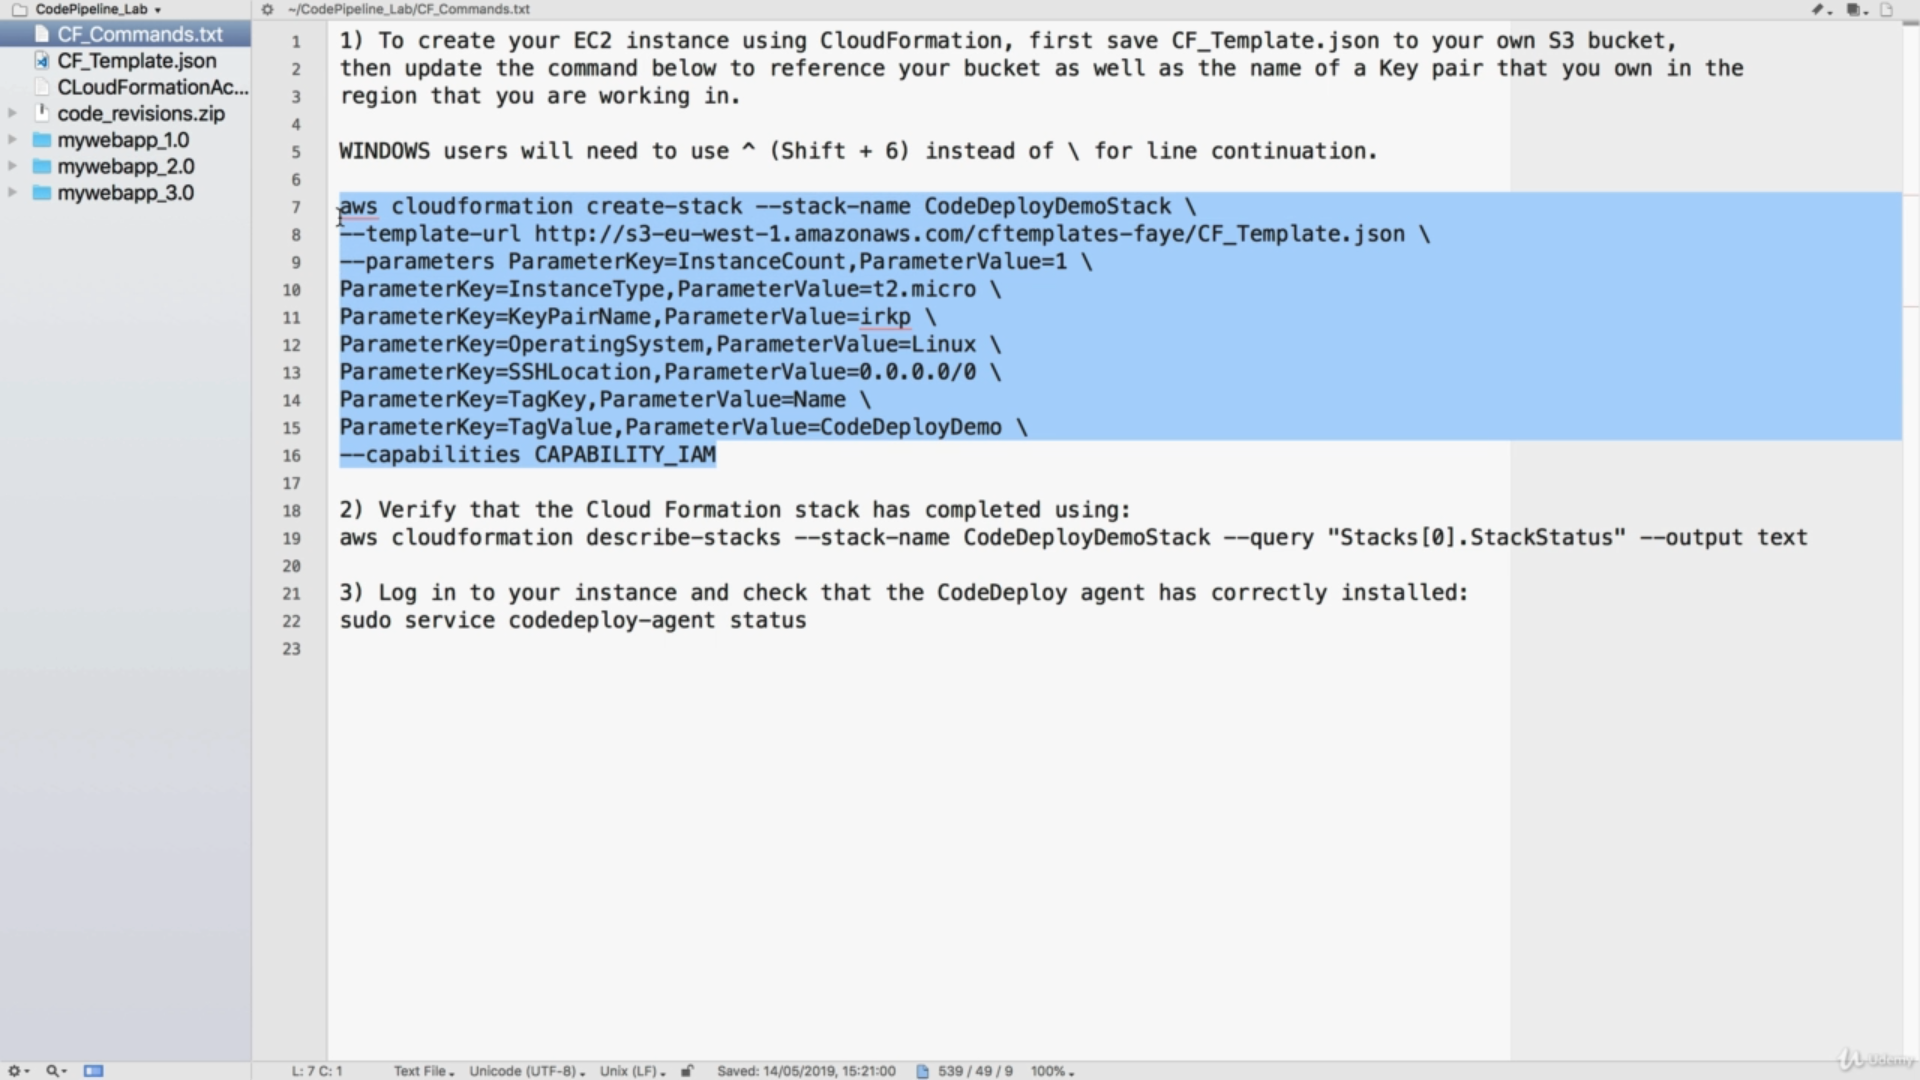 CodePipeline_Lab
~/CodePipeline_Lab/CF_Commands.txt
CF_Commands.txt
CF_Template.json
CLoudFormationAc...
code_revisions.zip
mywebapp_1.0
mywebapp_2.0
mywebapp_3.0
1 1) To create your EC2 instance using CloudFormation, first save CF_Template.json to your own S3 bucket,
2 then update the command below to reference your bucket as well as the name of a Key pair that you own in the
3 region that you are working in.
4
5 WINDOWS users will need to use ^ (Shift + 6) instead of \ for line continuation.
6
7 aws cloudformation create-stack --stack-name CodeDeployDemoStack \
8 --template-url http://s3-eu-west-1.amazonaws.com/cftemplates-faye/CF_Template.json \
9 --parameters ParameterKey=InstanceCount,ParameterValue=1 \
10 ParameterKey=InstanceType,ParameterValue=t2.micro \
11 ParameterKey=KeyPairName,ParameterValue=irkp \
12 ParameterKey=OperatingSystem,ParameterValue=Linux \
13 ParameterKey=SSHLocation,ParameterValue=0.0.0.0/0 \
14 ParameterKey=TagKey,ParameterValue=Name \
15 ParameterKey=TagValue,ParameterValue=CodeDeployDemo \
16 --capabilities CAPABILITY_IAM
17
18 2) Verify that the Cloud Formation stack has completed using:
19 aws cloudformation describe-stacks --stack-name CodeDeployDemoStack --query "Stacks[0].StackStatus" --output text
20
21 3) Log in to your instance and check that the CodeDeploy agent has correctly installed:
22 sudo service codedeploy-agent status
23
L: 7 C: 1 Text File Unicode (UTF-8) Unix (LF) Saved: 14/05/2019, 15:21:00 539 / 49 / 9 100%
Udemy